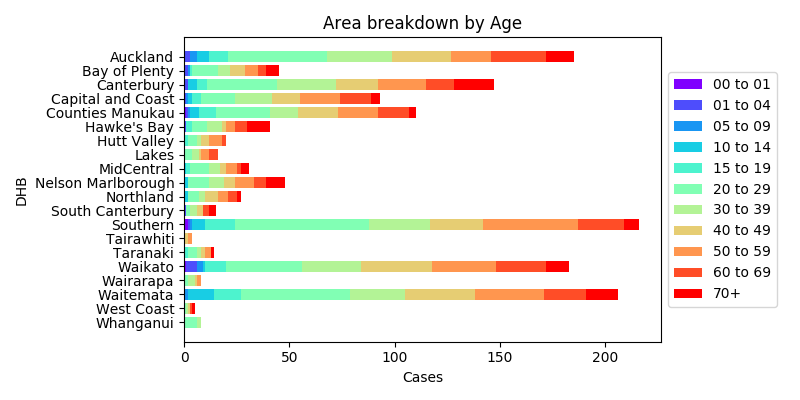 Area breakdown by Age
DHB
Auckland
Bay of Plenty
Canterbury
Capital and Coast
Counties Manukau
Hawke's Bay
Hutt Valley
Lakes
MidCentral
Nelson Marlborough
Northland
South Canterbury
Southern
Tairawhiti
Taranaki
Waikato
Wairarapa
Waitemata
West Coast
Whanganui
0 50 100 150 200
Cases
00 to 01
01 to 04
05 to 09
10 to 14
15 to 19
20 to 29
30 to 39
40 to 49
50 to 59
60 to 69
70+